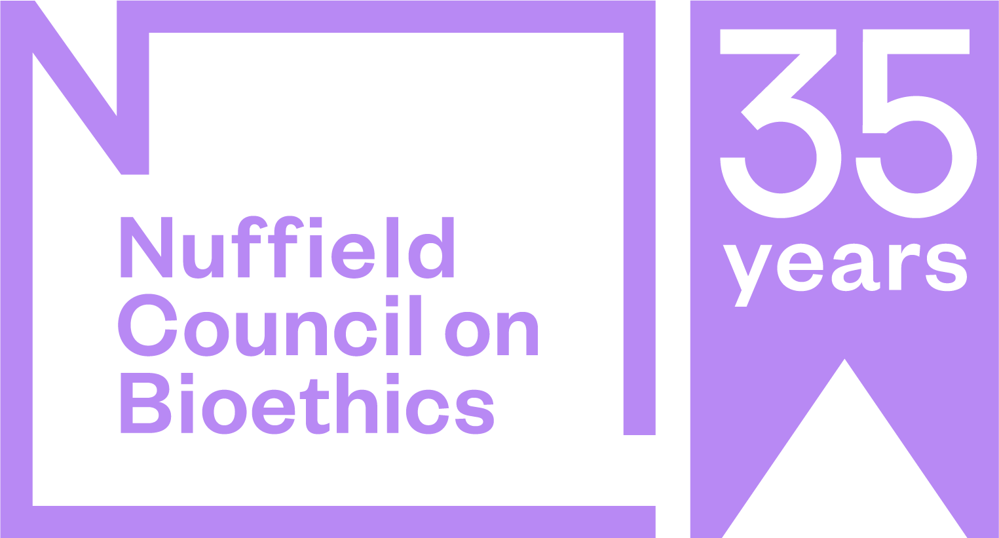 Nuffield
Council on
Bioethics
35
years